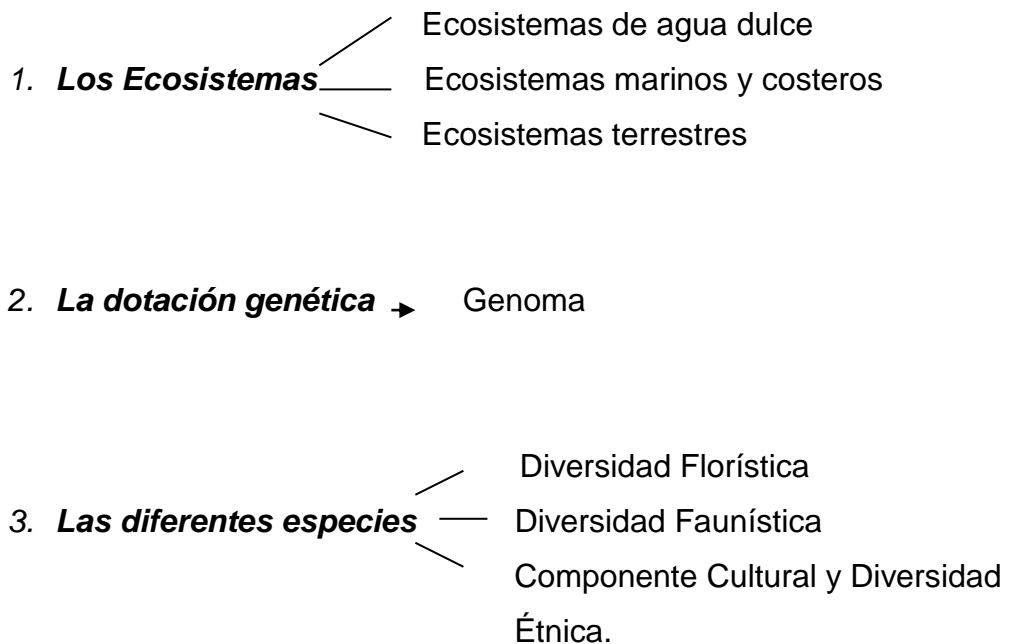 Ecosistemas de agua dulce
1. Los Ecosistemas Ecosistemas marinos y costeros
Ecosistemas terrestres
2. La dotación genética Genoma
Diversidad Florística
3. Las diferentes especies Diversidad Faunística
Componente Cultural y Diversidad
Étnica.